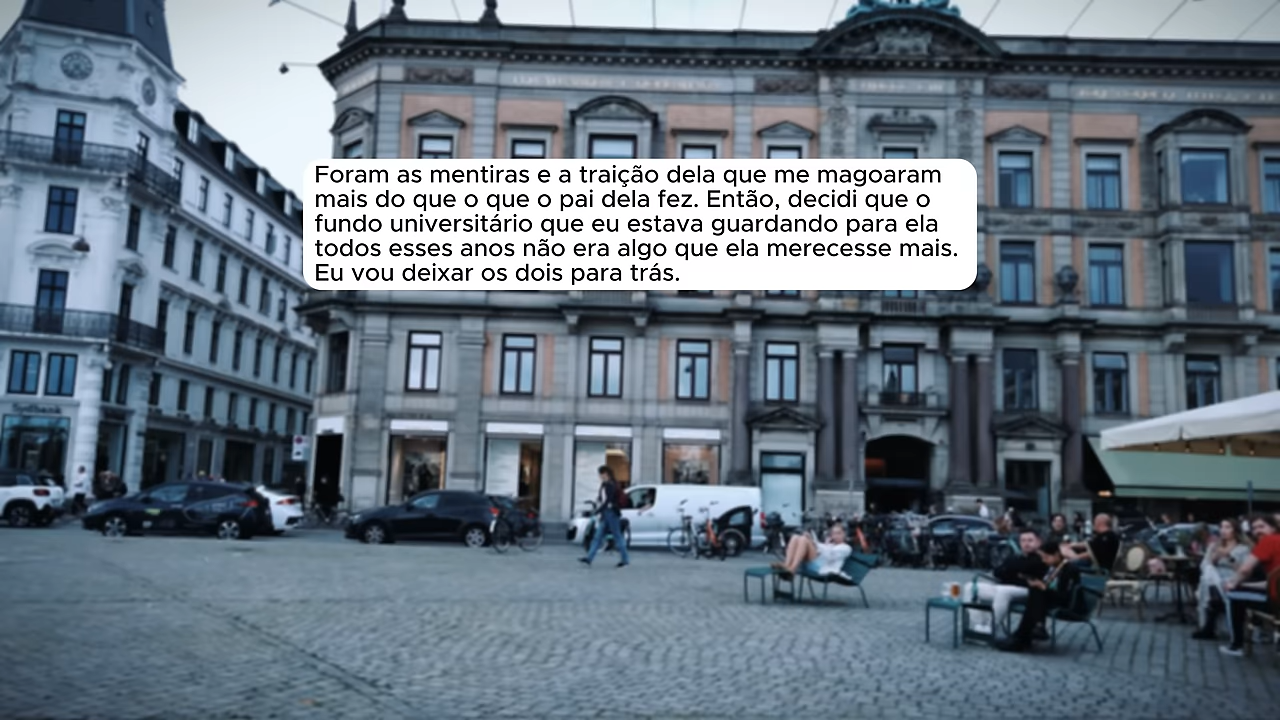 Foram as mentiras e a traição dela que me magoaram
mais do que o que o pai dela fez. Então, decidi que o
fundo universitário que eu estava guardando para ela
todos esses anos não era algo que ela merecesse mais.
Eu vou deixar os dois para trás.